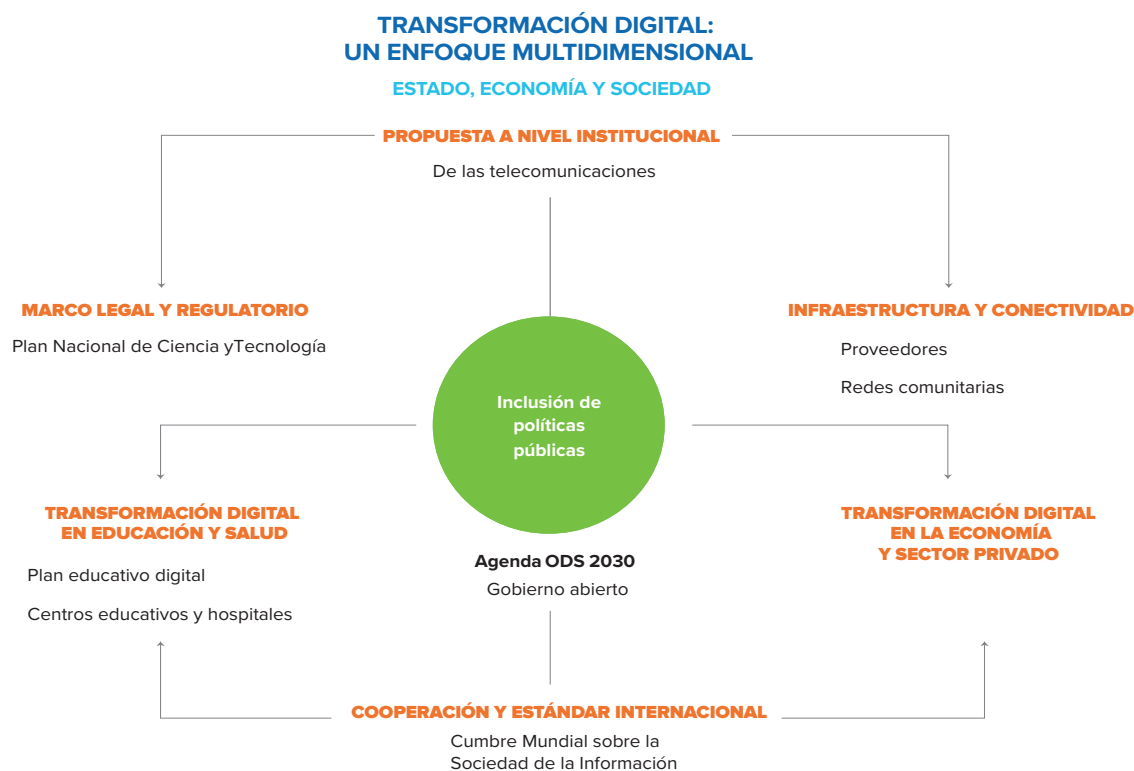 TRANSFORMACIÓN DIGITAL:
UN ENFOQUE MULTIDIMENSIONAL
ESTADO, ECONOMÍA Y SOCIEDAD
PROPUESTA A NIVEL INSTITUCIONAL
De las telecomunicaciones
MARCO LEGAL Y REGULATORIO
Plan Nacional de Ciencia yTecnología
INFRAESTRUCTURA Y CONECTIVIDAD
Proveedores
Redes comunitarias
Inclusión de
políticas
públicas
TRANSFORMACIÓN DIGITAL
EN EDUCACIÓN Y SALUD
Plan educativo digital
Centros educativos y hospitales
TRANSFORMACIÓN DIGITAL
EN LA ECONOMÍA
Y SECTOR PRIVADO
Agenda ODS 2030
Gobierno abierto
COOPERACIÓN Y ESTÁNDAR INTERNACIONAL
Cumbre Mundial sobre la
Sociedad de la Información